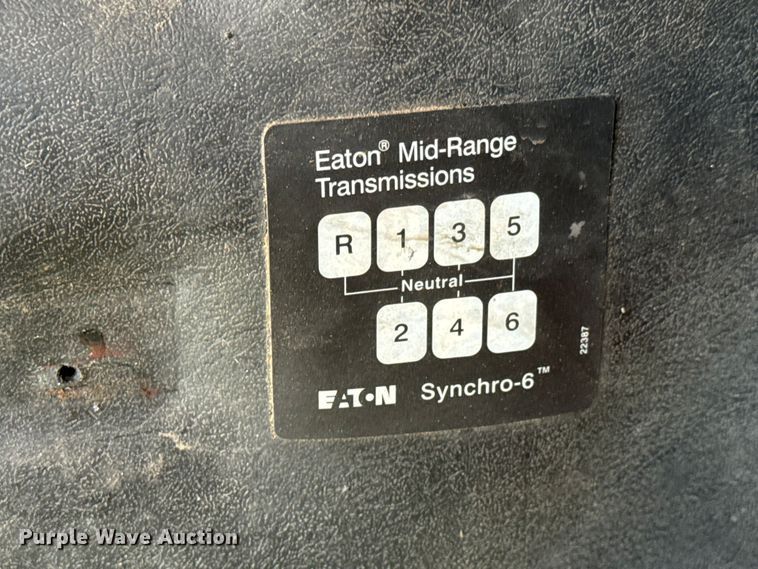 Eaton® Mid-Range
Transmissions
R 1 3 5
Neutral
2 4 6
22387
EATON Synchro-6™
Purple Wave Auction